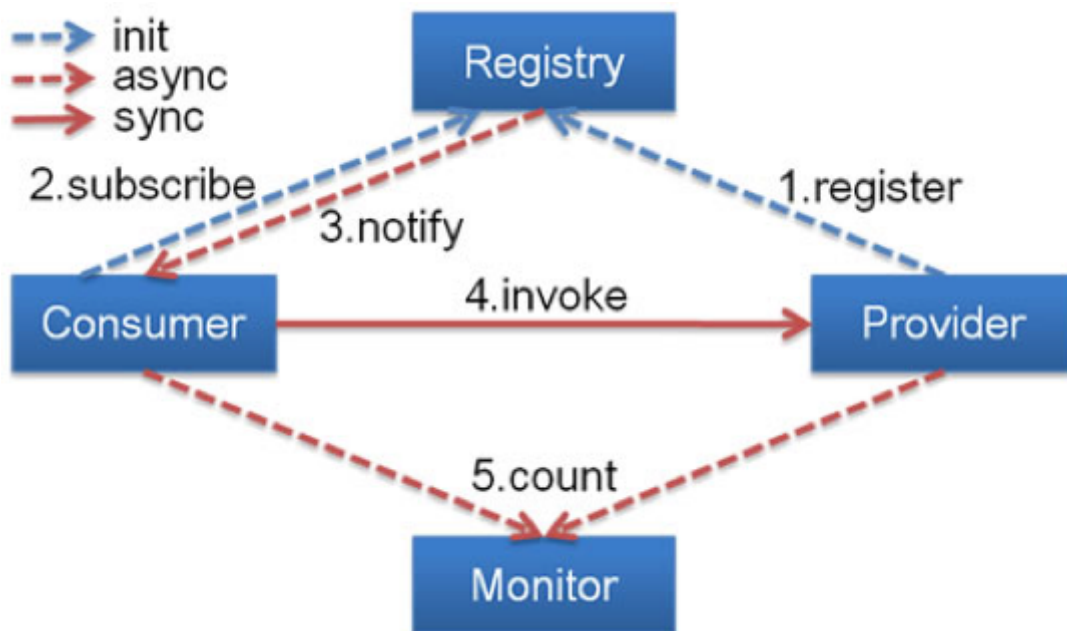 init
async
sync
Registry
2.subscribe
1.register
3.notify
4.invoke
Consumer
Provider
5.count
Monitor